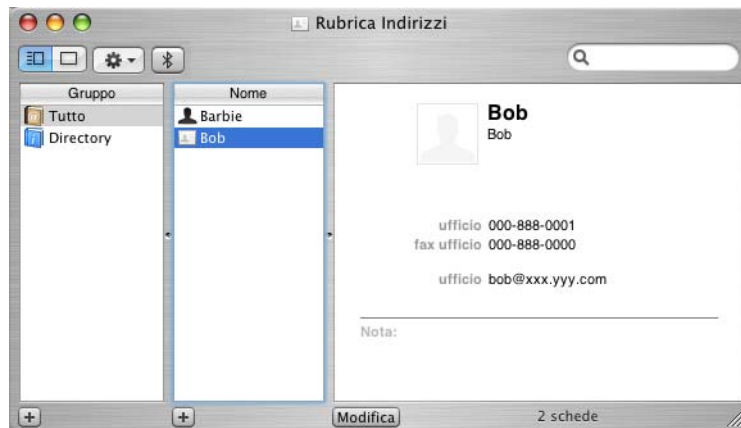 Rubrica Indirizzi
Gruppo
Tutto
Directory
Nome
Barbie
Bob
Bob
Bob
ufficio 000-888-0001
fax ufficio 000-888-0000
ufficio bob@xxx.yyy.com
Nota:
Modifica
2 schede